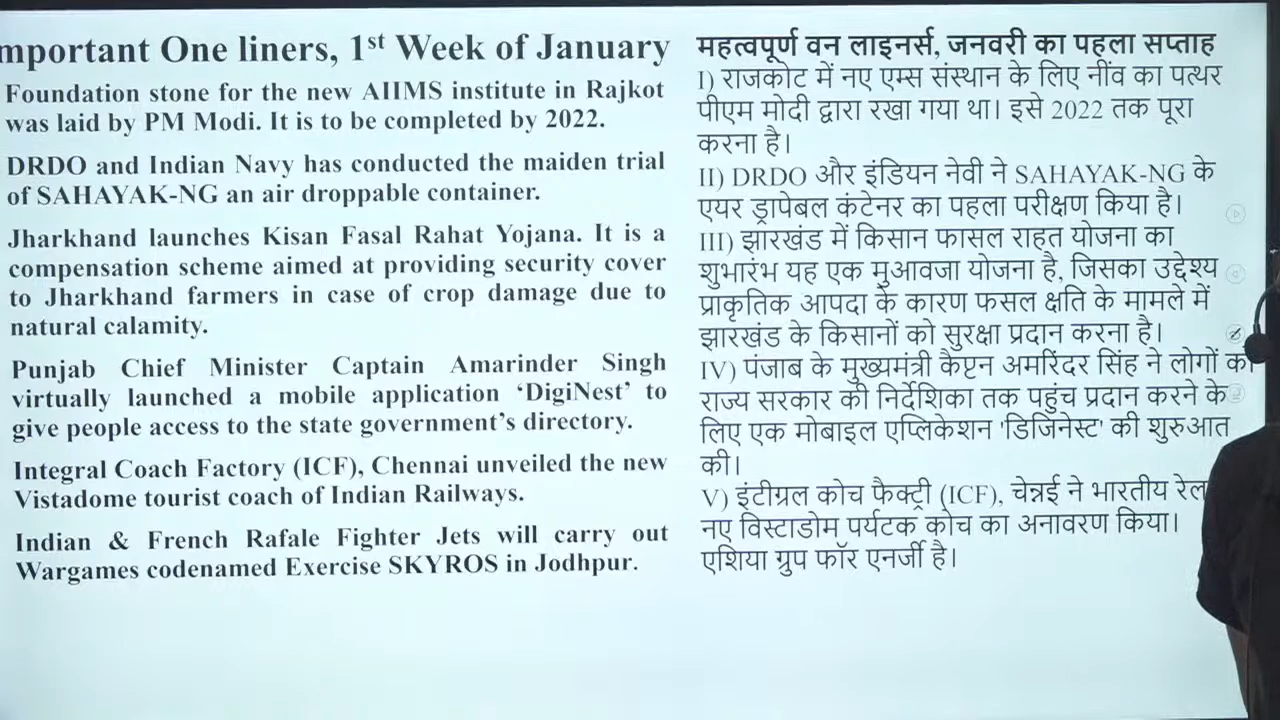 mportant One liners, 1st Week of January
Foundation stone for the new AIIMS institute in Rajkot
was laid by PM Modi. It is to be completed by 2022.
DRDO and Indian Navy has conducted the maiden trial
of SAHAYAK-NG an air droppable container.
Jharkhand launches Kisan Fasal Rahat Yojana. It is a
compensation scheme aimed at providing security cover
to Jharkhand farmers in case of crop damage due to
natural calamity.
Punjab Chief Minister Captain Amarinder Singh
virtually launched a mobile application ‘DigiNest’ to
give people access to the state government’s directory.
Integral Coach Factory (ICF), Chennai unveiled the new
Vistadome tourist coach of Indian Railways.
Indian & French Rafale Fighter Jets will carry out
Wargames codenamed Exercise SKYROS in Jodhpur.
महत्वपूर्ण वन लाइनर्स, जनवरी का पहला सप्ताह
I) राजकोट में नए एम्स संस्थान के लिए नींव का पत्थर
पीएम मोदी द्वारा रखा गया था। इसे 2022 तक पूरा
करना है।
II) DRDO और इंडियन नेवी ने SAHAYAK-NG के
एयर ड्रापेबल कंटेनर का पहला परीक्षण किया है।
III) झारखंड में किसान फासल राहत योजना का
शुभारंभ यह एक मुआवजा योजना है, जिसका उद्देश्य
प्राकृतिक आपदा के कारण फसल क्षति के मामले में
झारखंड के किसानों को सुरक्षा प्रदान करना है।
IV) पंजाब के मुख्यमंत्री कैप्टन अमरिंदर सिंह ने लोगों को
राज्य सरकार की निर्देशिका तक पहुंच प्रदान करने के
लिए एक मोबाइल एप्लिकेशन 'डिजिनेस्ट' की शुरुआत
की।
V) इंटीग्रल कोच फैक्ट्री (ICF), चेन्नई ने भारतीय रेल
नए विस्टाडोम पर्यटक कोच का अनावरण किया।
एशिया ग्रुप फॉर एनर्जी है।